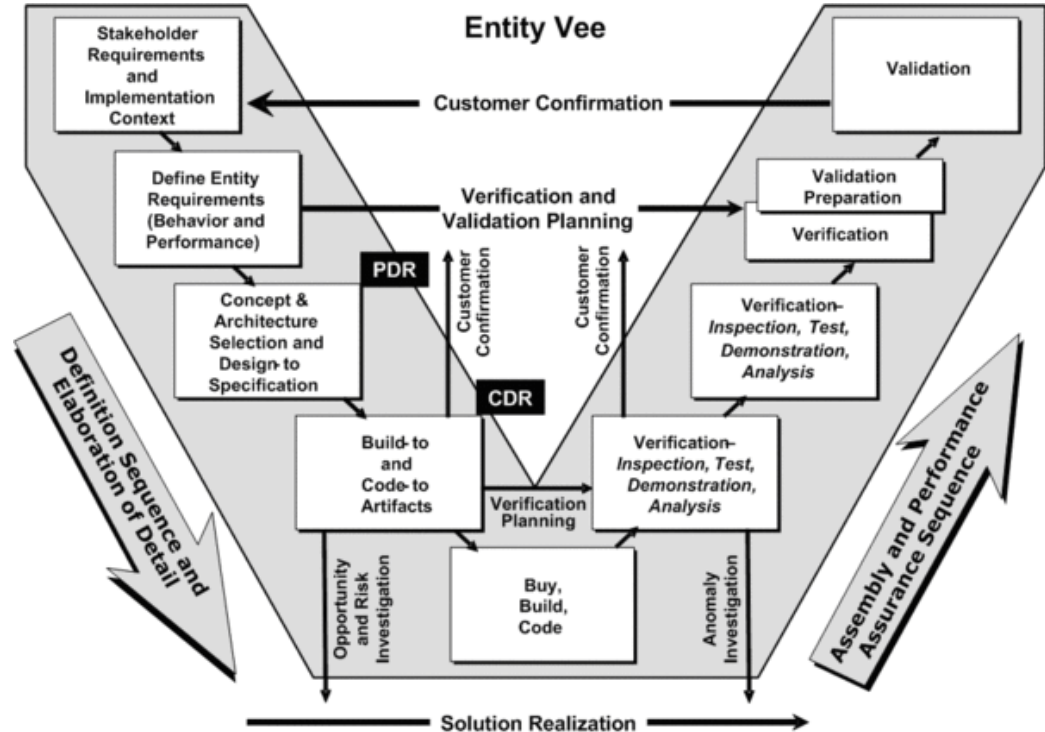 Entity Vee
Stakeholder
Requirements
and
Implementation
Context
Validation
Customer Confirmation
Define Entity
Requirements
(Behavior and
Performance)
Verification and
Validation Planning
Validation
Preparation
Verification
PDR
Concept &
Architecture
Selection and
Design-to
Specification
Customer
Confirmation
Customer
Confirmation
Verification–
Inspection, Test,
Demonstration,
Analysis
CDR
Build-to
and
Code-to
Artifacts
Verification
Planning
Verification–
Inspection, Test,
Demonstration,
Analysis
Definition Sequence and
Elaboration of Detail
Assembly and Performance
Assurance Sequence
Opportunity
and Risk
Investigation
Buy,
Build,
Code
Anomaly
Investigation
Solution Realization